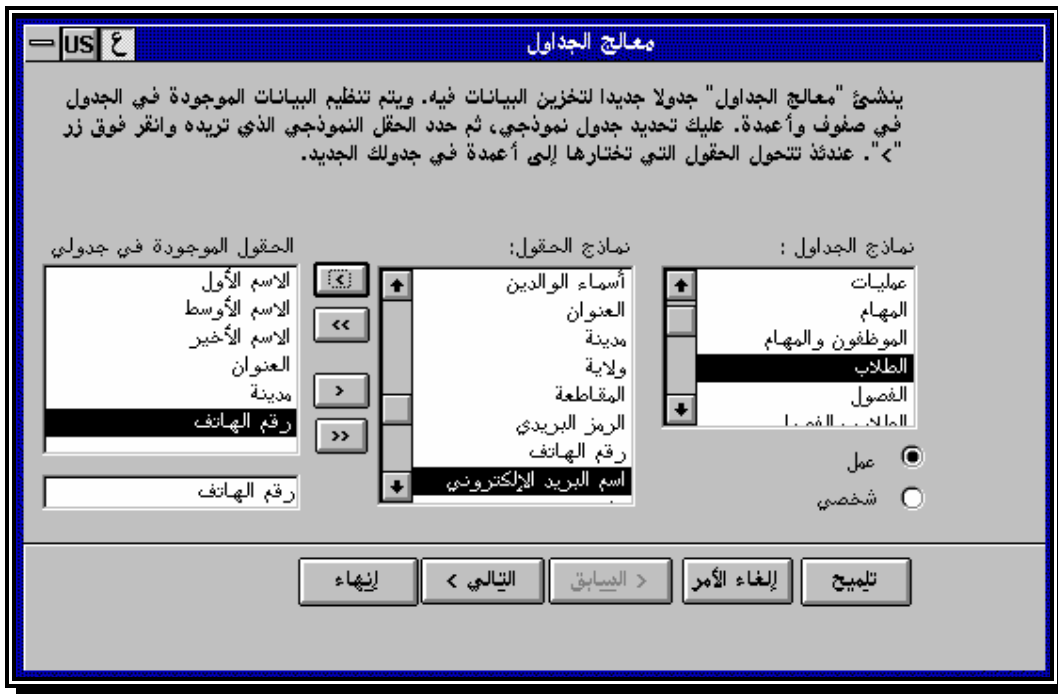 معالج الجداول
US ع
ينشئ "معالج الجداول" جدولا جديدا لتخزين البيانات فيه. ويتم تنظيم البيانات الموجودة في الجدول
في صفوف وأعمدة. عليك تحديد جدول نموذجي، ثم حدد الحقل النموذجي الذي تريده وانقر فوق زر
">". عندئذ تتحول الحقول التي تختارها إلى أعمدة في جدولك الجديد.
نماذج الجداول :
عمليات
المهام
الموظفون والمهام
الطلاب
الفصول
الطلاب
عمل
شخصي
نماذج الحقول:
أسماء الوالدين
العنوان
مدينة
ولاية
المقاطعة
الرمز البريدي
رقم الهاتف
اسم البريد الإلكتروني
<
<<
>
>>
الحقول الموجودة في جدولي
الاسم الأول
الاسم الأوسط
الاسم الأخير
العنوان
مدينة
رقم الهاتف
رقم الهاتف
تلميح
إلغاء الأمر
< السابق
التالي >
إنهاء